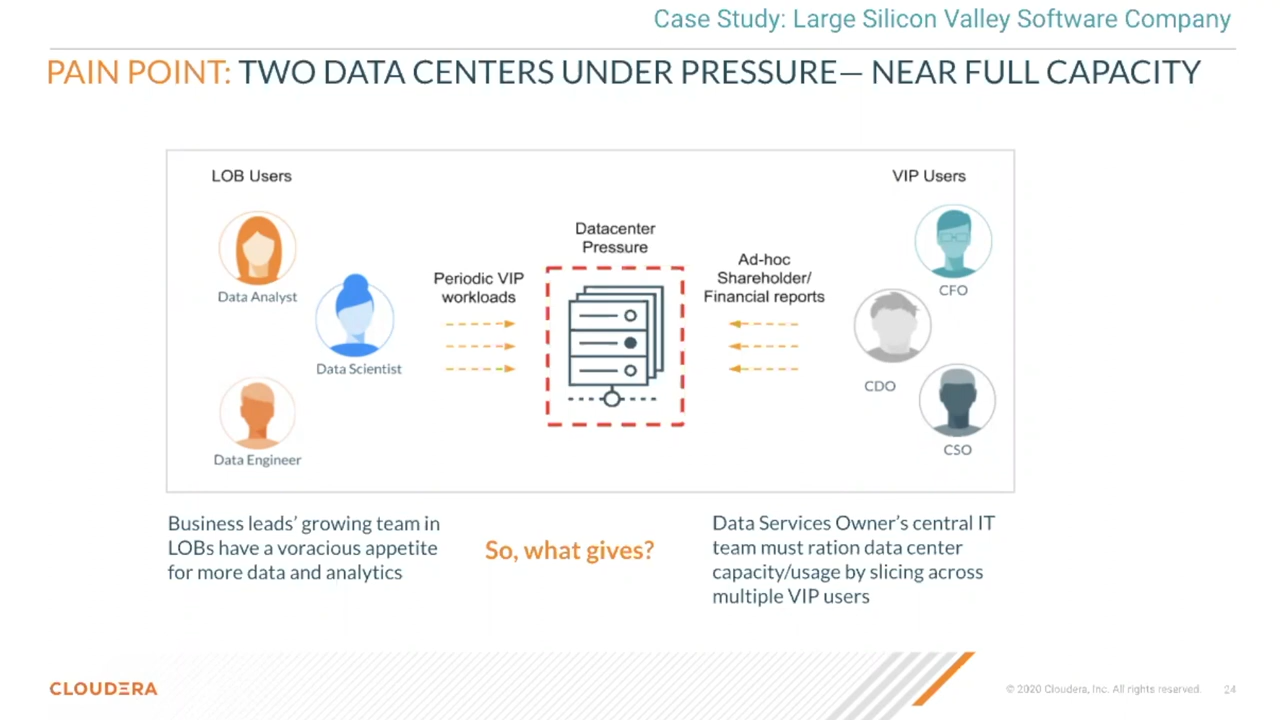 Case Study: Large Silicon Valley Software Company
PAIN POINT: TWO DATA CENTERS UNDER PRESSURE— NEAR FULL CAPACITY
LOB Users
Data Analyst
Data Scientist
Data Engineer
Periodic VIP
workloads
Datacenter
Pressure
Ad-hoc
Shareholder/
Financial reports
VIP Users
CFO
CDO
CSO
Business leads’ growing team in
LOBs have a voracious appetite
for more data and analytics
So, what gives?
Data Services Owner’s central IT
team must ration data center
capacity/usage by slicing across
multiple VIP users
CLOUDERA
© 2020 Cloudera, Inc. All rights reserved.
24